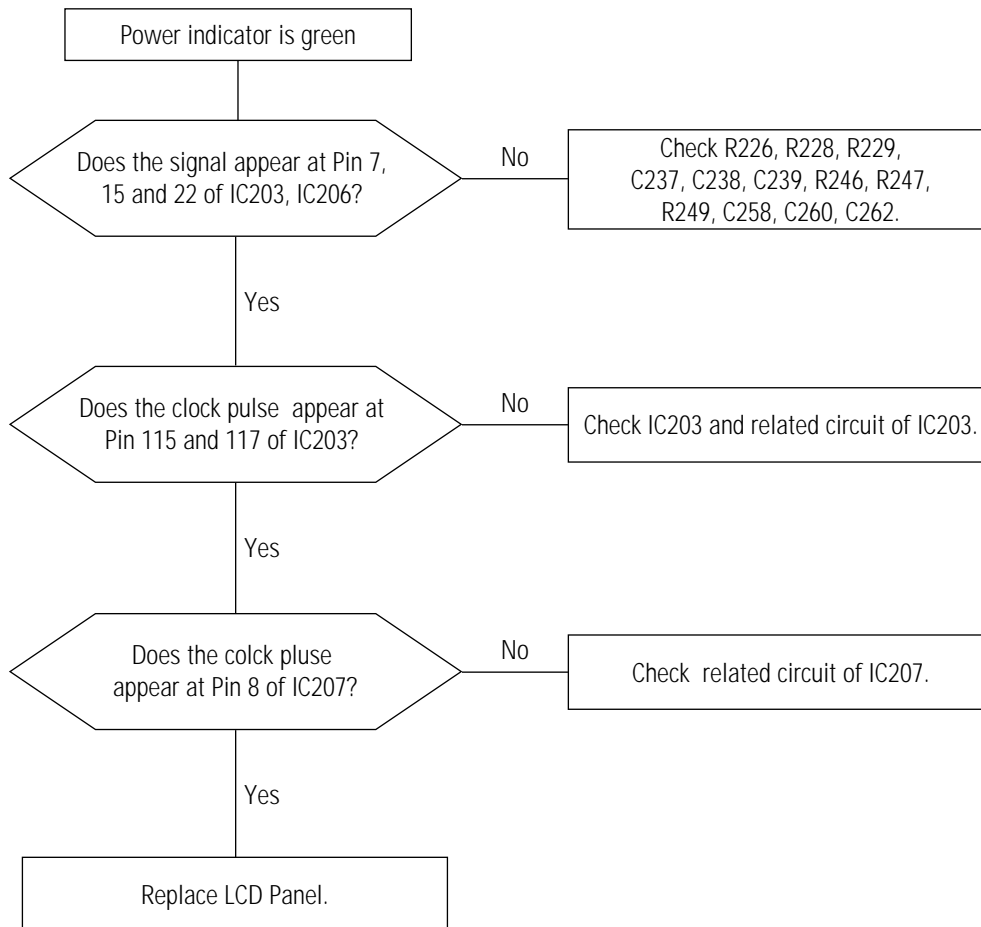 Power indicator is green
Does the signal appear at Pin 7,
15 and 22 of IC203, IC206?
No
Check R226, R228, R229,
C237, C238, C239, R246, R247,
R249, C258, C260, C262.
Yes
Does the clock pulse  appear at
Pin 115 and 117 of IC203?
No
Check IC203 and related circuit of IC203.
Yes
Does the colck pluse
appear at Pin 8 of IC207?
No
Check  related circuit of IC207.
Yes
Replace LCD Panel.